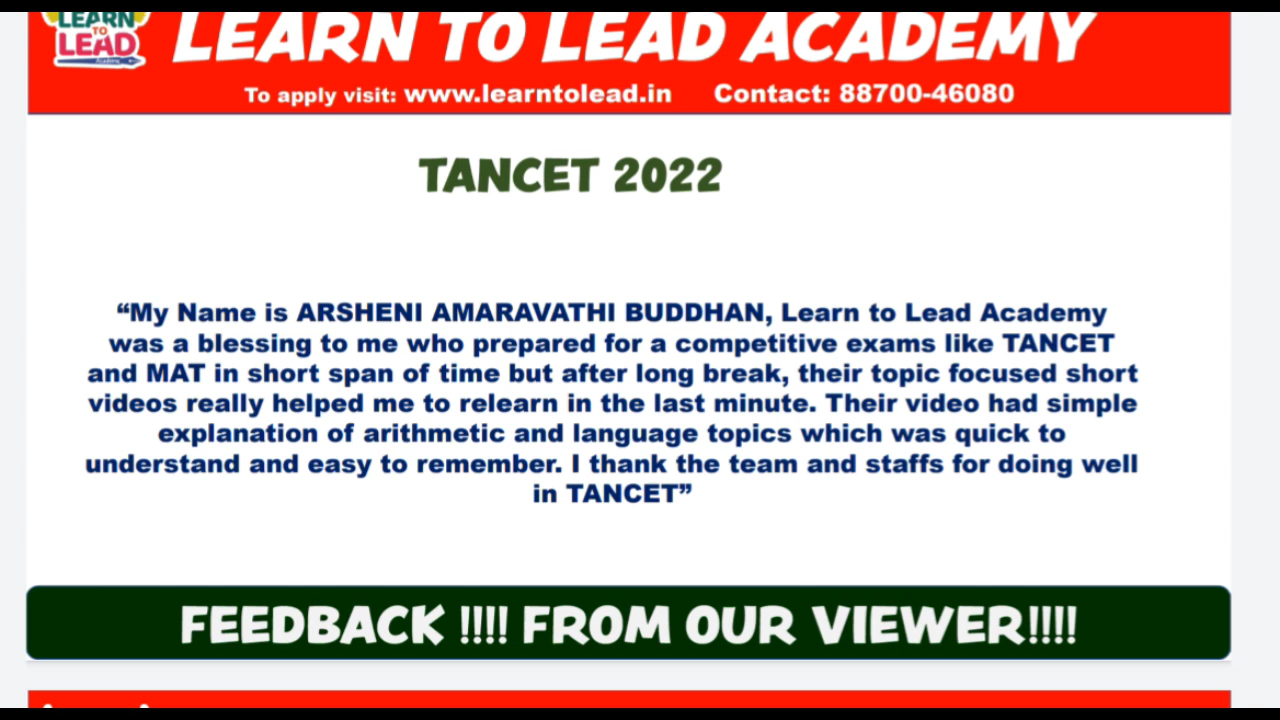 LEARN
TO
LEAD
Academy
LEARN TO LEAD ACADEMY
To apply visit: www.learntolead.in Contact: 88700-46080
TANCET 2022
“My Name is ARSHENI AMARAVATHI BUDDHAN, Learn to Lead Academy
was a blessing to me who prepared for a competitive exams like TANCET
and MAT in short span of time but after long break, their topic focused short
videos really helped me to relearn in the last minute. Their video had simple
explanation of arithmetic and language topics which was quick to
understand and easy to remember. I thank the team and staffs for doing well
in TANCET”
FEEDBACK !!!! FROM OUR VIEWER!!!!